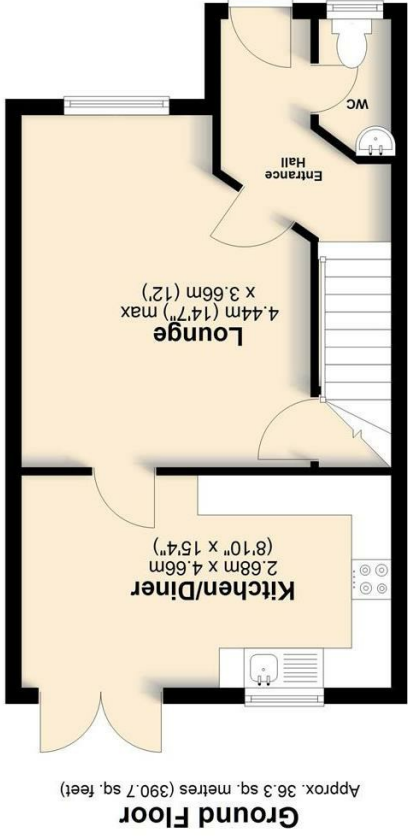 Ground Floor
Approx. 36.3 sq. metres (390.7 sq. feet)
Kitchen/Diner
2.68m x 4.66m
(8'10" x 15'4")
Lounge
4.44m (14'7") max
x 3.66m (12')
Entrance
Hall
WC